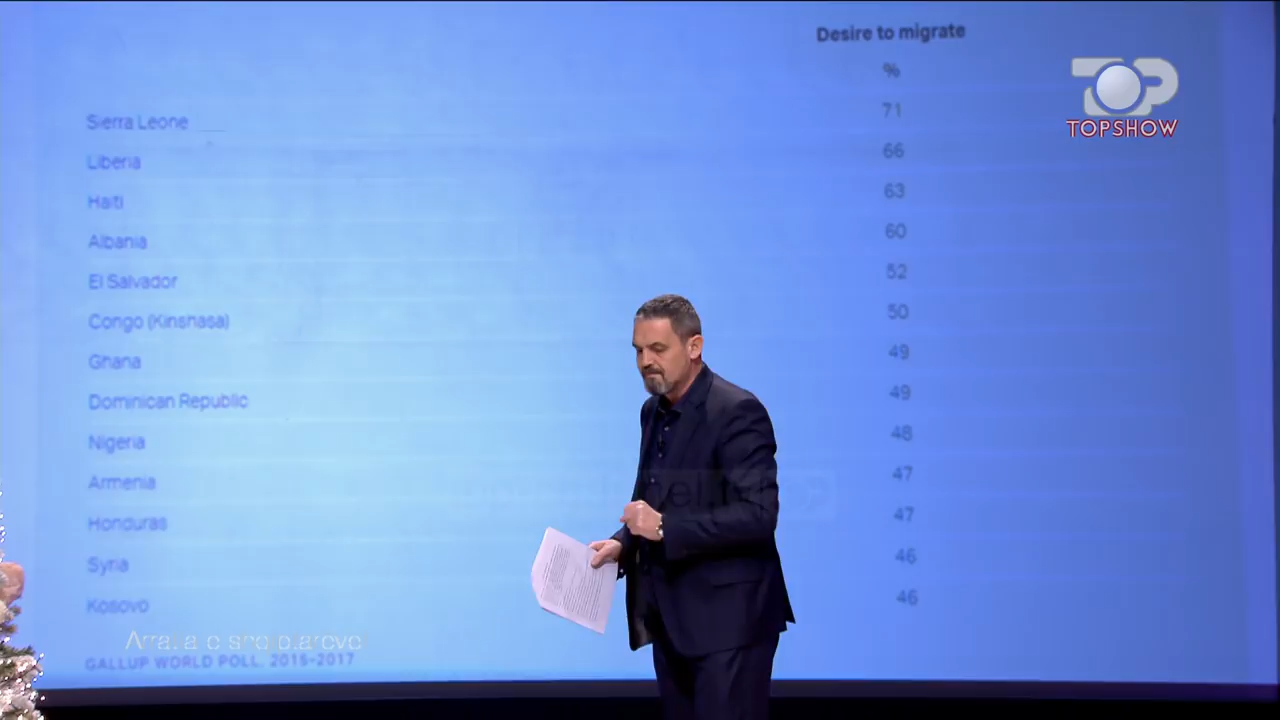 Desire to migrate
%
Sierra Leone 71
Liberia 66
Haiti 63
Albania 60
El Salvador 52
Congo (Kinshasa) 50
Ghana 49
Dominican Republic 49
Nigeria 48
Armenia 47
Honduras 47
Syria 46
Kosovo 46
GALLUP WORLD POLL, 2015-2017
TOP
TOPSHOW